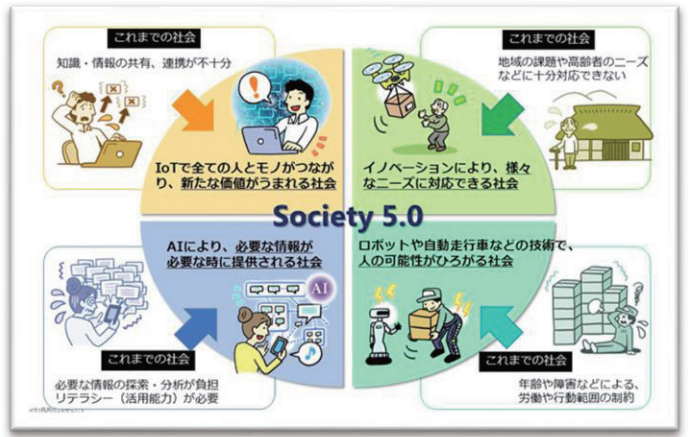 これまでの社会
知識・情報の共有、連携が不十分
IoTで全ての人とモノがつなが
り、新たな価値がうまれる社会
これまでの社会
地域の課題や高齢者のニーズ
などに十分対応できない
イノベーションにより、様々
なニーズに対応できる社会
Society 5.0
AIにより、必要な情報が
必要な時に提供される社会
AI
これまでの社会
必要な情報の探索・分析が負担
リテラシー（活用能力）が必要
ロボットや自動走行車などの技術で、
人の可能性がひろがる社会
これまでの社会
年齢や障害などによる、
労働や行動範囲の制約